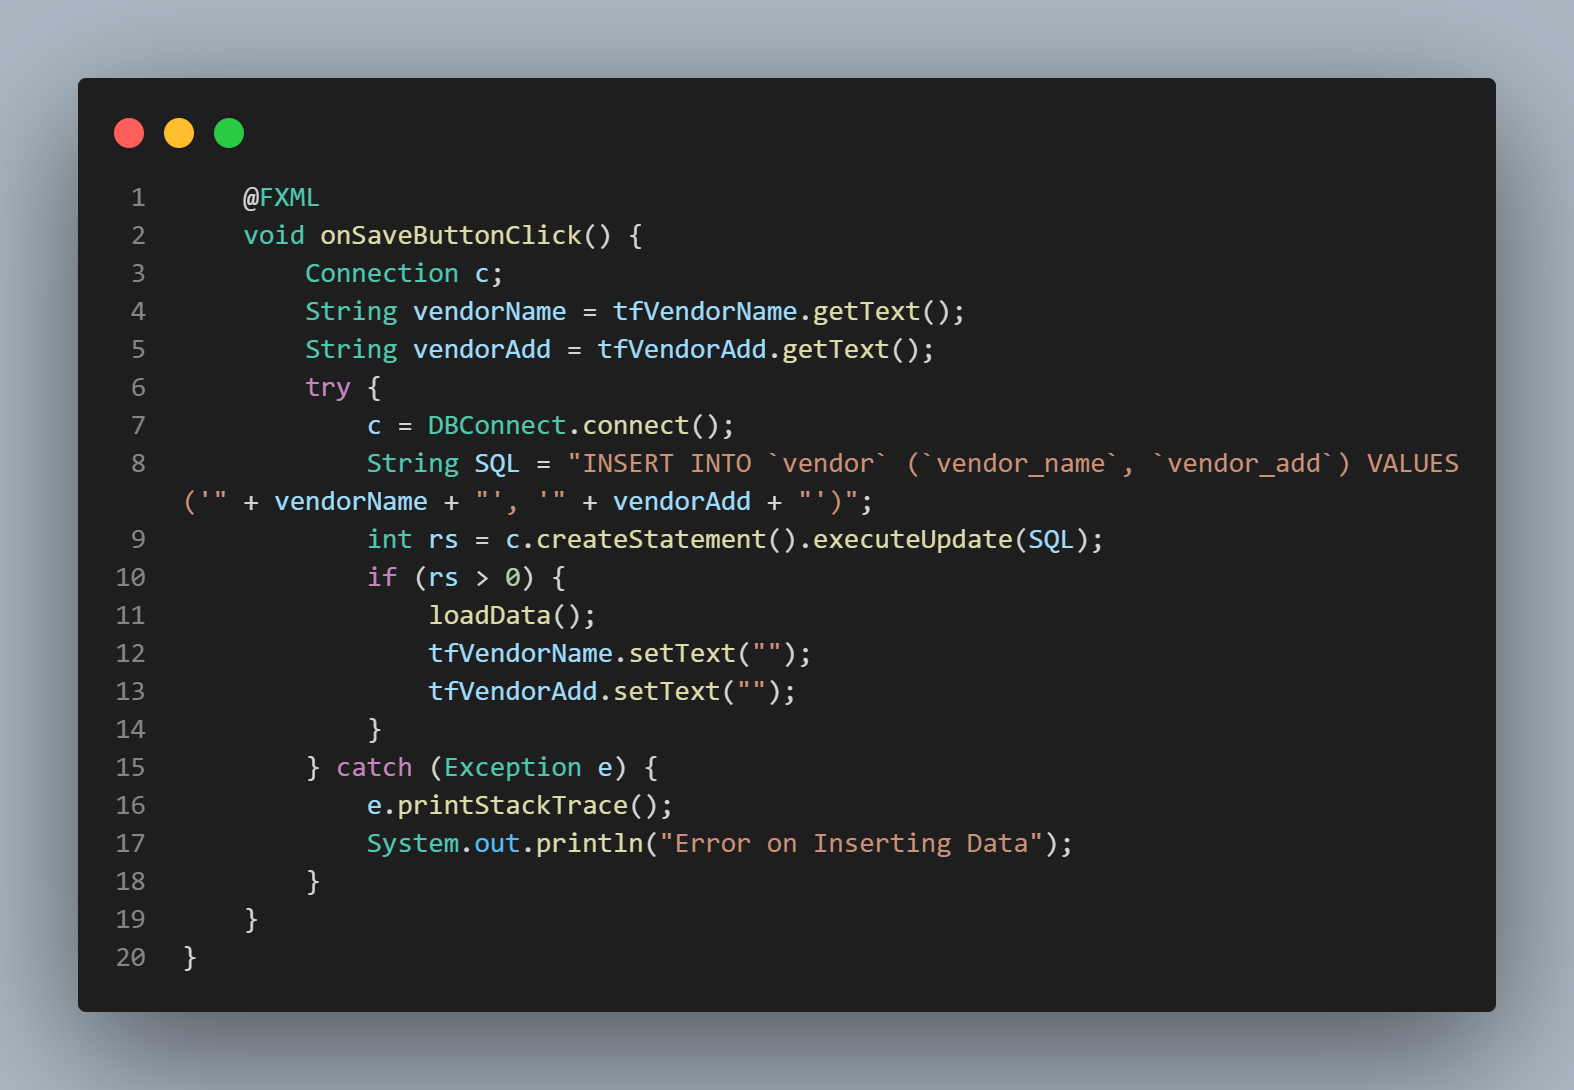 1 @FXML
2 void onSaveButtonClick() {
3 Connection c;
4 String vendorName = tfVendorName.getText();
5 String vendorAdd = tfVendorAdd.getText();
6 try {
7 c = DBConnect.connect();
8 String SQL = "INSERT INTO `vendor` (`vendor_name`, `vendor_add`) VALUES
('" + vendorName + "', '" + vendorAdd + "')";
9 int rs = c.createStatement().executeUpdate(SQL);
10 if (rs > 0) {
11 loadData();
12 tfVendorName.setText("");
13 tfVendorAdd.setText("");
14 }
15 } catch (Exception e) {
16 e.printStackTrace();
17 System.out.println("Error on Inserting Data");
18 }
19 }
20 }